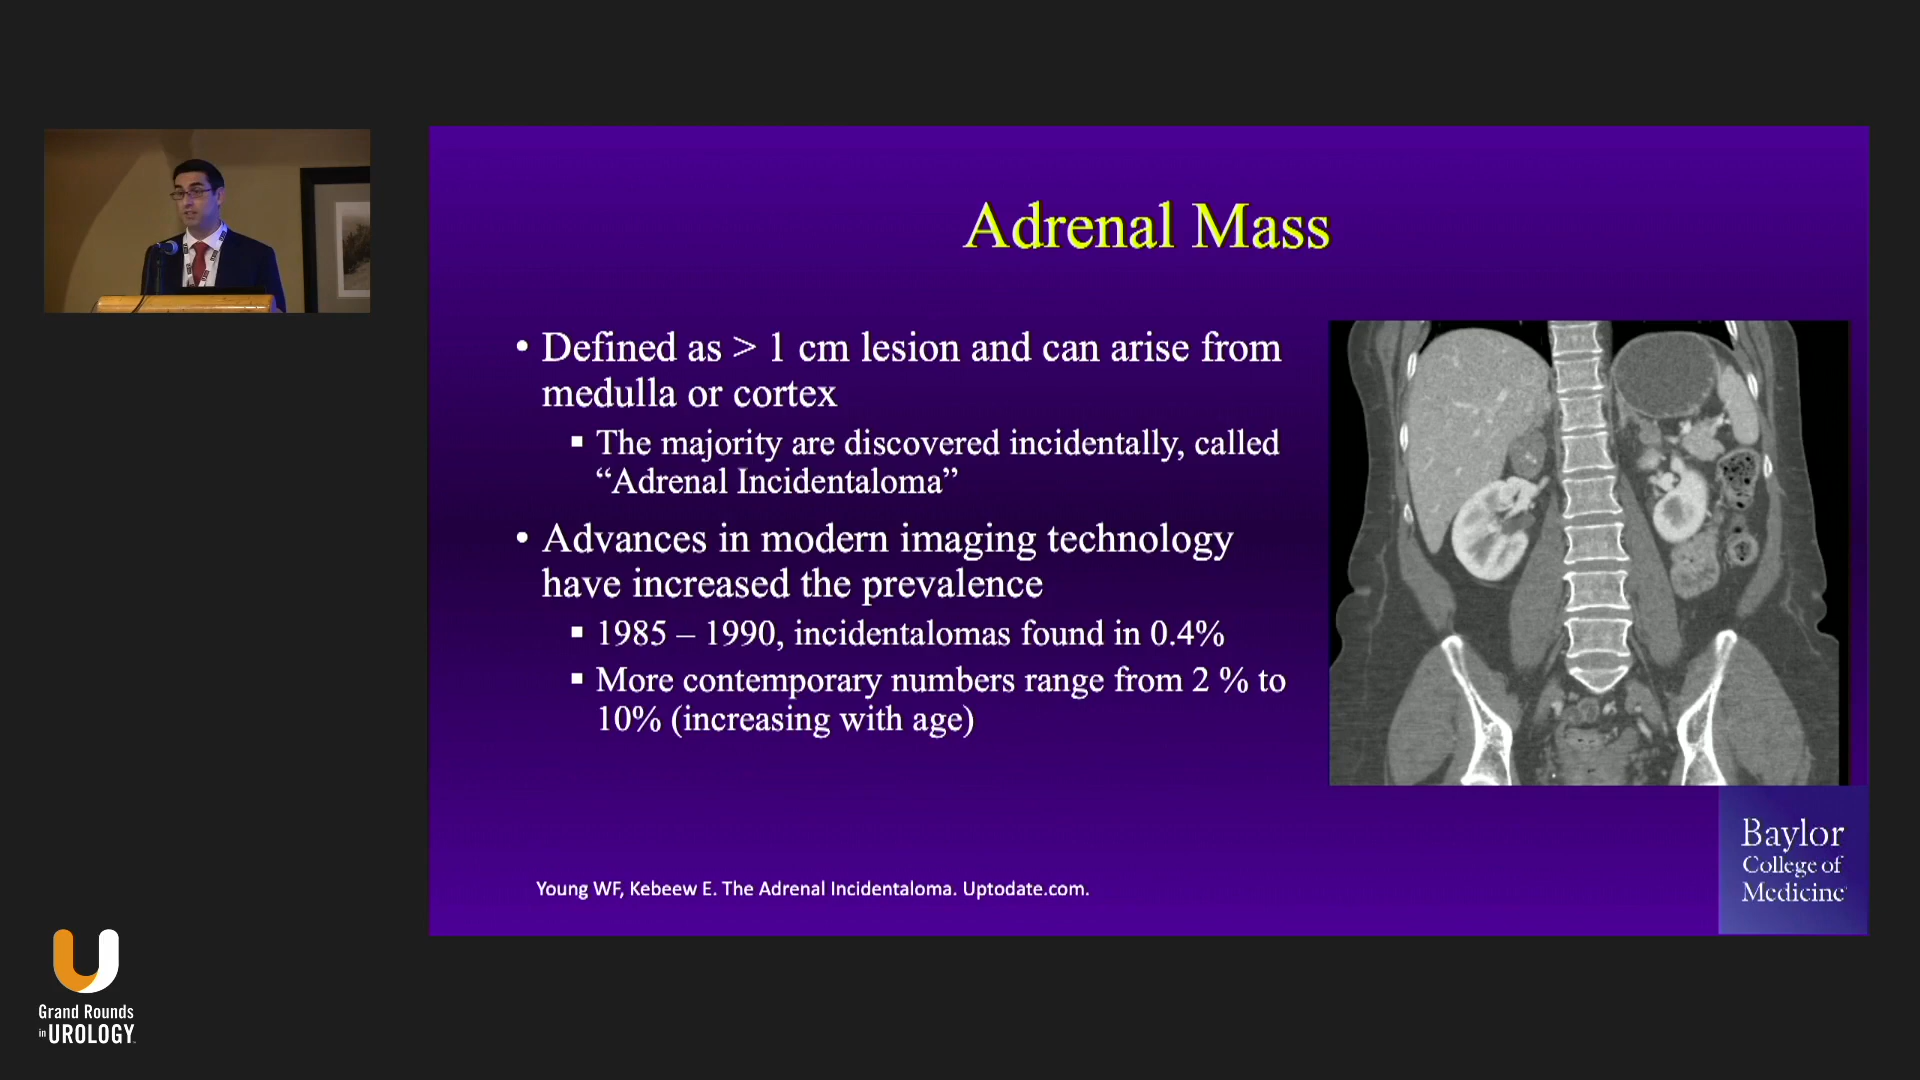 Adrenal Mass
• Defined as > 1 cm lesion and can arise from
medulla or cortex
▪ The majority are discovered incidentally, called
“Adrenal Incidentaloma”
• Advances in modern imaging technology
have increased the prevalence
▪ 1985 – 1990, incidentalomas found in 0.4%
▪ More contemporary numbers range from 2 % to
10% (increasing with age)
Young WF, Kebeew E. The Adrenal Incidentaloma. Uptodate.com.
Baylor
College of
Medicine
Grand Rounds
in UROLOGY